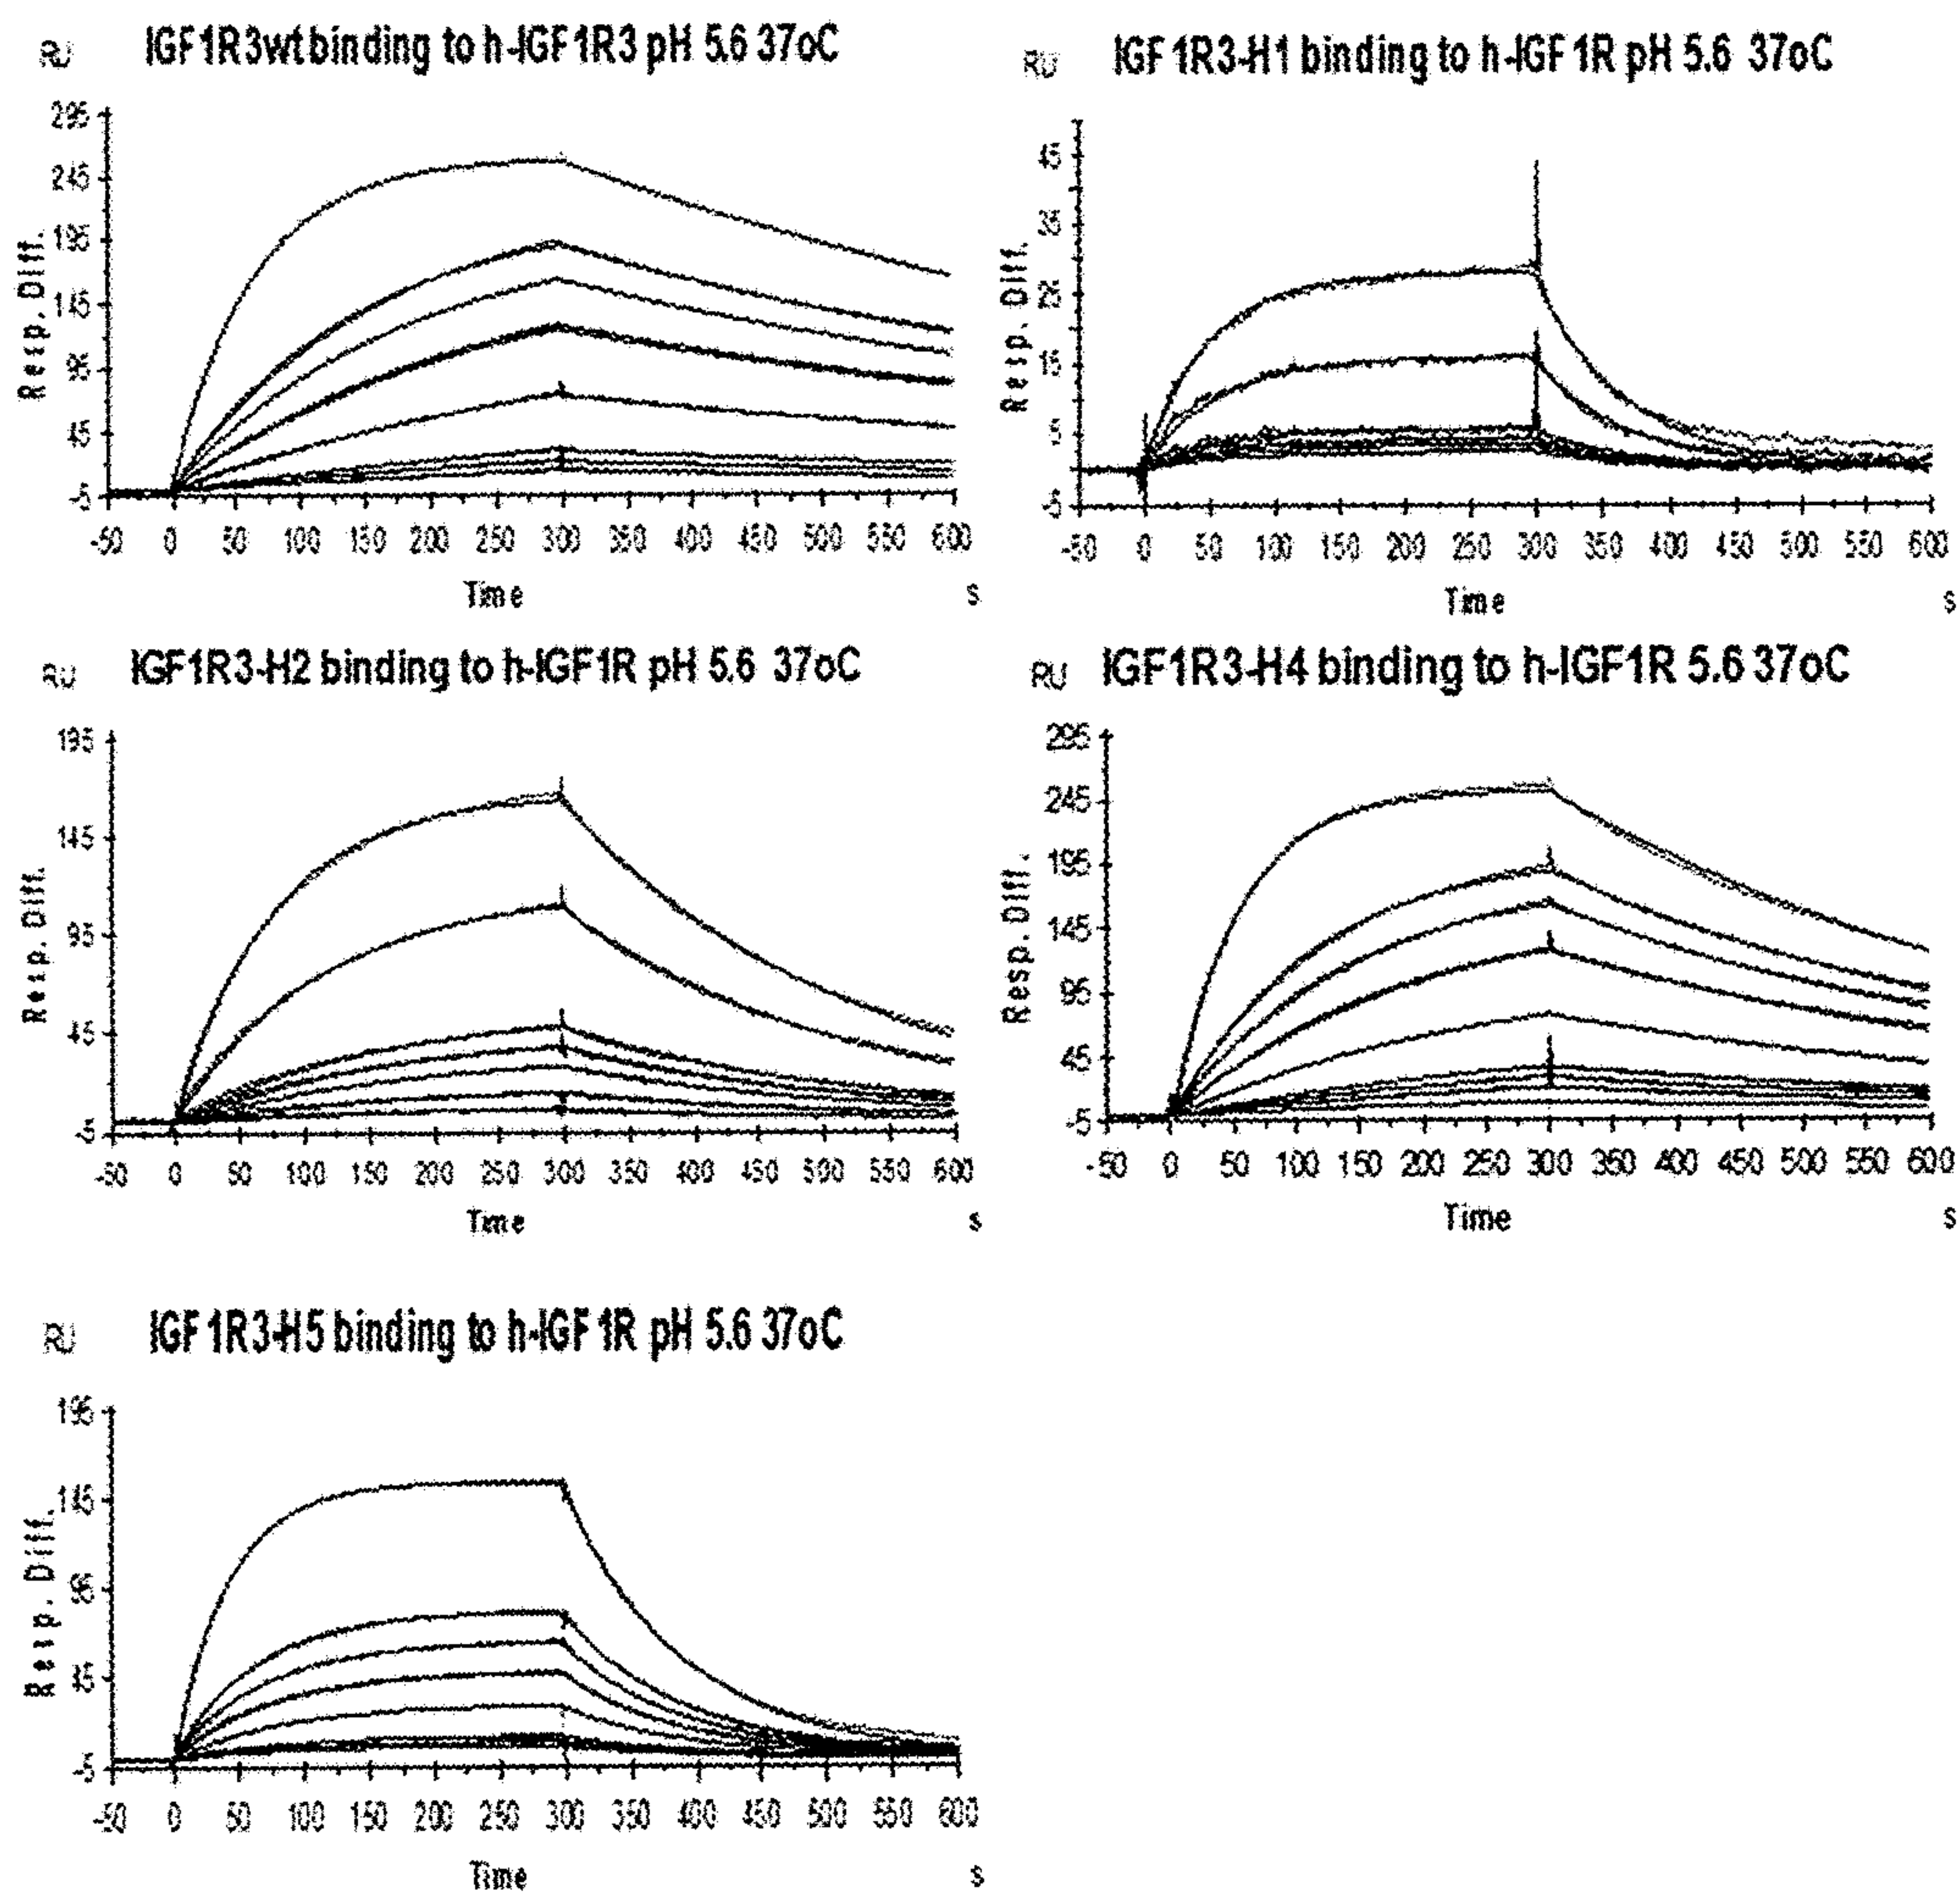 RU IGF1R3wt binding to h-IGF1R3 pH 5.6 37oC
295
245
195
145
95
45
-5
Resp. Diff.
-50 0 50 100 150 200 250 300 350 400 450 500 550 600
Time s
RU IGF1R3-H1 binding to h-IGF1R pH 5.6 37oC
45
35
25
15
5
-5
Resp. Diff.
-50 0 50 100 150 200 250 300 350 400 450 500 550 600
Time s
RU IGF1R3-H2 binding to h-IGF1R pH 5.6 37oC
195
145
95
45
-5
Resp. Diff.
-50 0 50 100 150 200 250 300 350 400 450 500 550 600
Time s
RU IGF1R3-H4 binding to h-IGF1R 5.6 37oC
295
245
195
145
95
45
-5
Resp. Diff.
-50 0 50 100 150 200 250 300 350 400 450 500 550 600
Time s
RU IGF1R3-H5 binding to h-IGF1R pH 5.6 37oC
195
145
95
45
-5
Resp. Diff.
-50 0 50 100 150 200 250 300 350 400 450 500 550 600
Time s